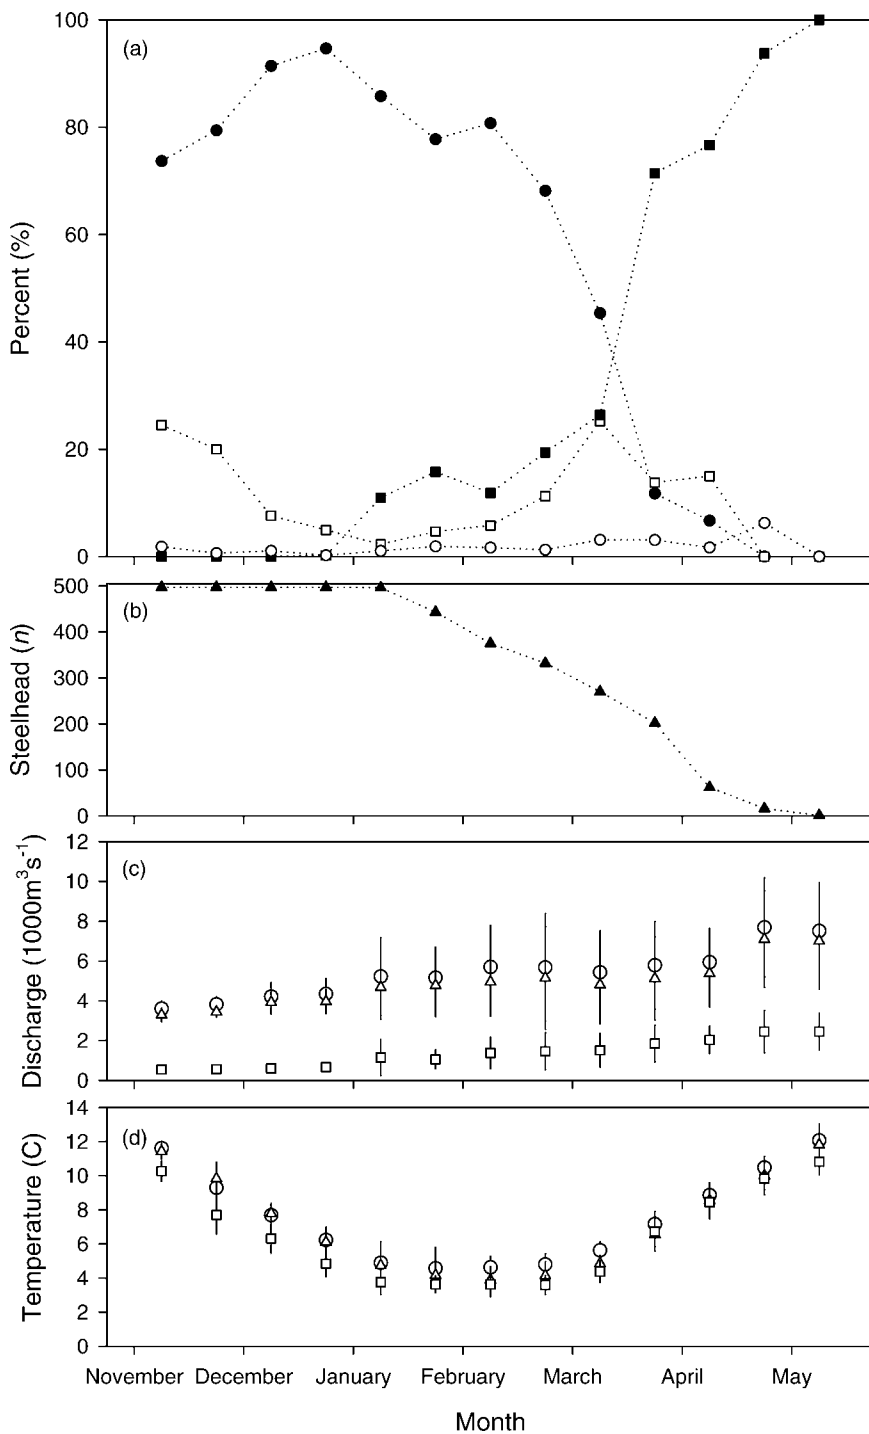 100
80
60
40
20
0
Percent (%)
(a)
500
400
300
200
100
0
Steelhead (n)
(b)
12
10
8
6
4
2
0
Discharge (1000m³s⁻¹)
(c)
14
12
10
8
6
4
2
0
Temperature (C)
(d)
November December January February March April May
Month